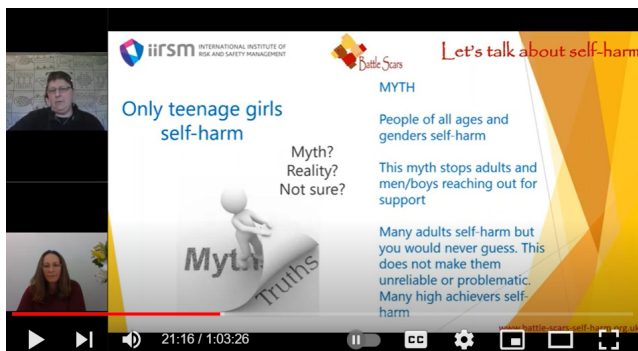 iirsm INTERNATIONAL INSTITUTE OF
RISK AND SAFETY MANAGEMENT
Battle Scars
Let's talk about self-harm
Only teenage girls
self-harm
Myth?
Reality?
Not sure?
Myth
Truths
MYTH
People of all ages and
genders self-harm
This myth stops adults and
men/boys reaching out for
support
Many adults self-harm but
you would never guess. This
does not make them
unreliable or problematic.
Many high achievers self-
harm
www.battle-scars-self-harm.org.uk
21:16 / 1:03:26
CC